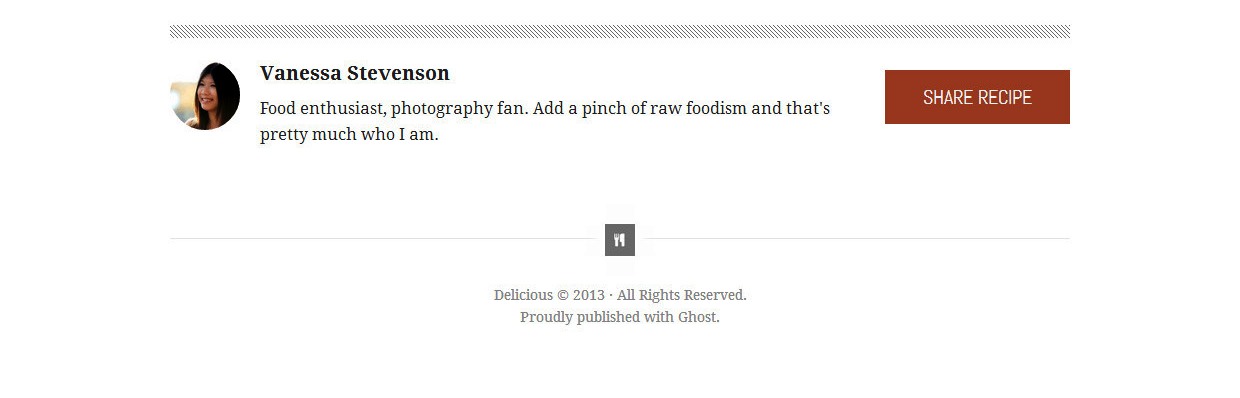 Vanessa Stevenson
Food enthusiast, photography fan. Add a pinch of raw foodism and that's
pretty much who I am.
SHARE RECIPE
Delicious © 2013 · All Rights Reserved.
Proudly published with Ghost.